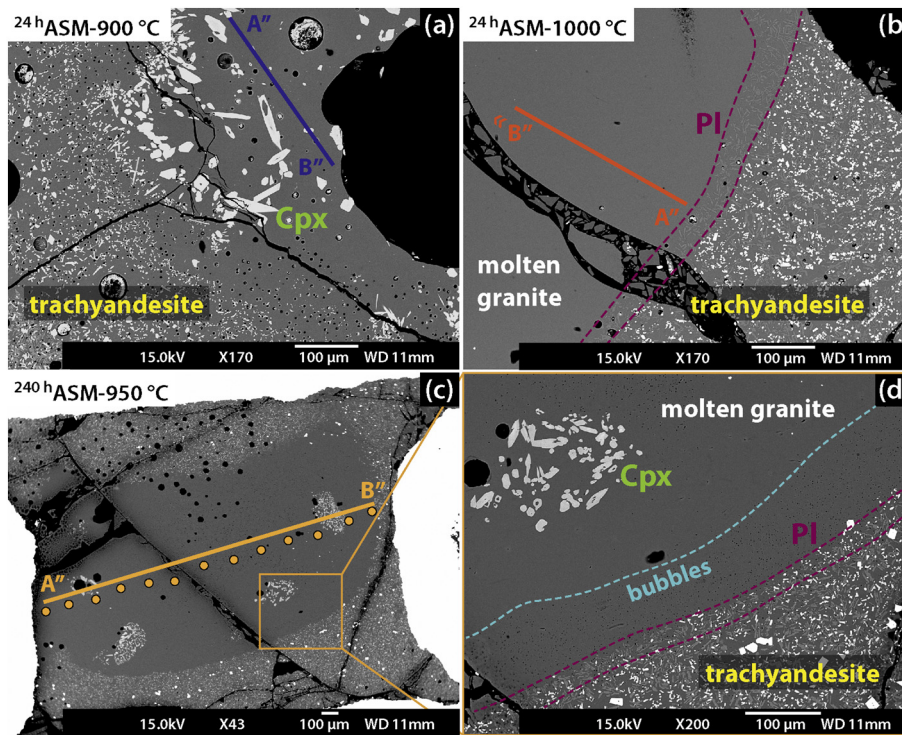 24 h ASM-900 °C
(a)
A”
B”
Cpx
trachyandesite
15.0kV X170 100 µm WD 11mm
24 h ASM-1000 °C
(b)
“B”
A”
Pl
molten
granite
trachyandesite
15.0kV X170 100 µm WD 11mm
240 h ASM-950 °C
(c)
A”
B”
15.0kV X43 100 µm WD 11mm
(d)
molten granite
Cpx
Pl
bubbles
trachyandesite
15.0kV X200 100 µm WD 11mm